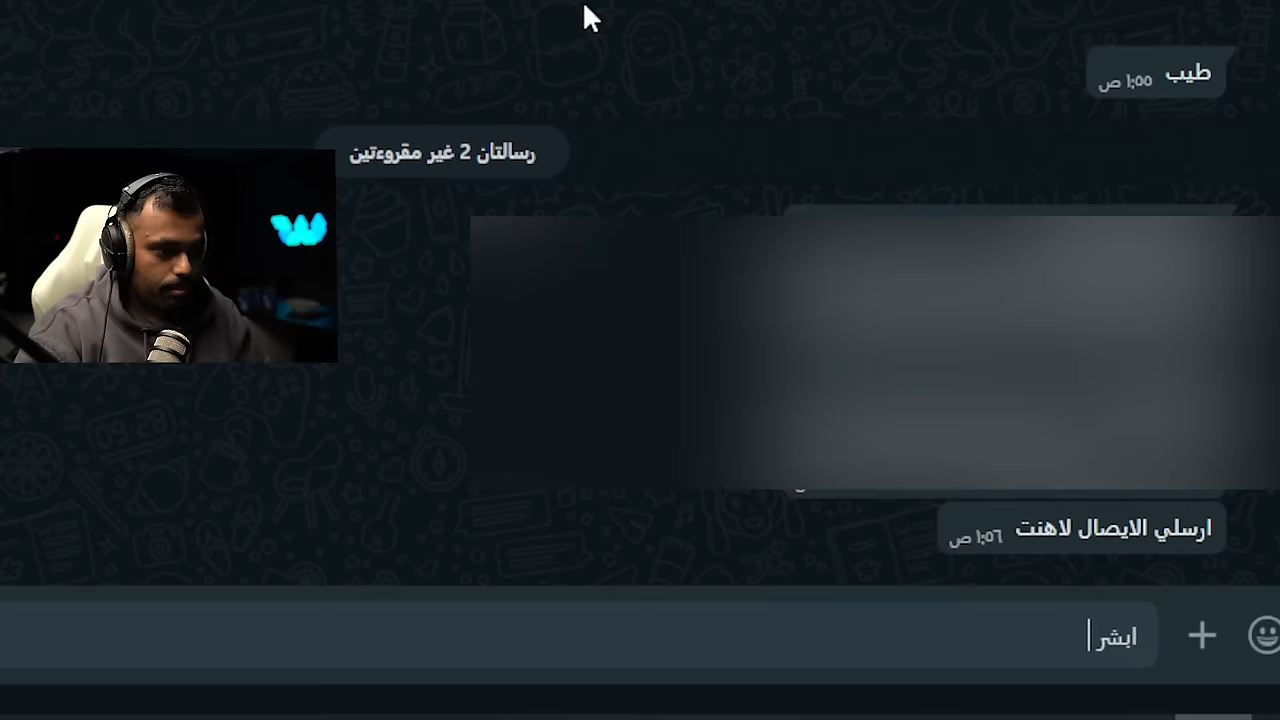 طيب ١:٥٥ ص
رسالتان 2 غير مقروءتين
ارسلي الايصال لاهنت ١:٥٦ ص
ابشر